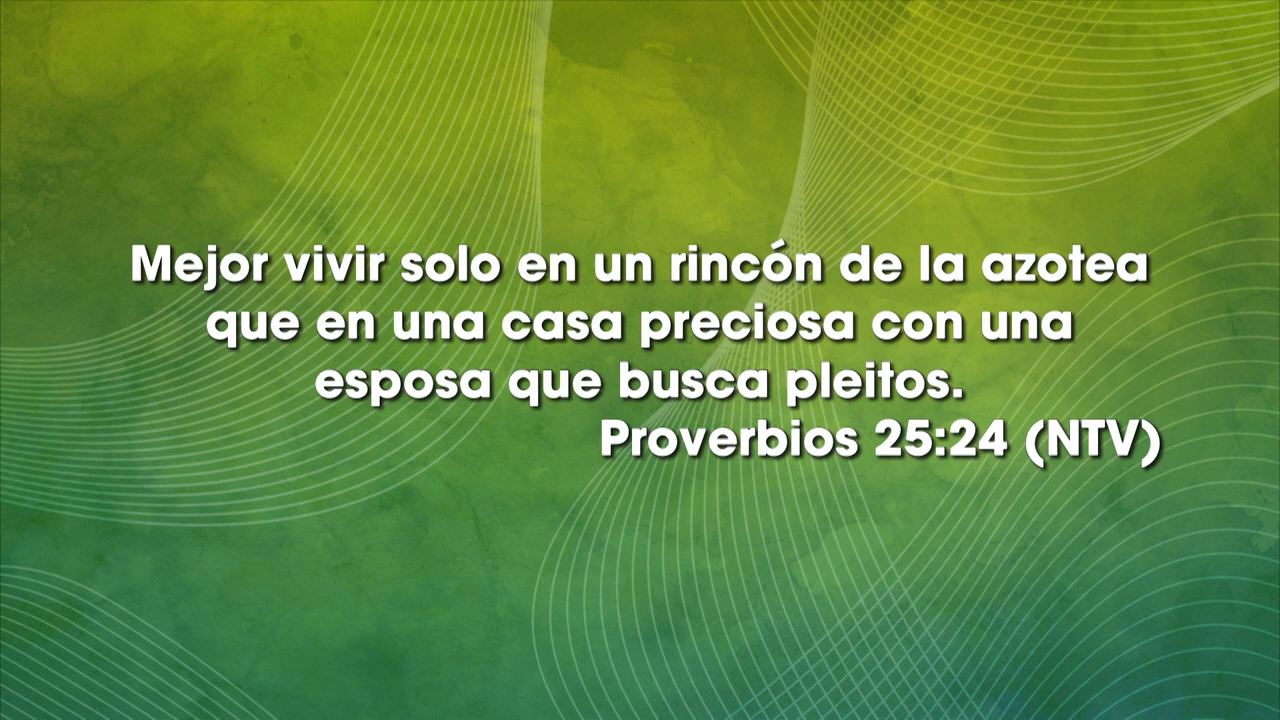 Mejor vivir solo en un rincón de la azotea
que en una casa preciosa con una
esposa que busca pleitos.
Proverbios 25:24 (NTV)